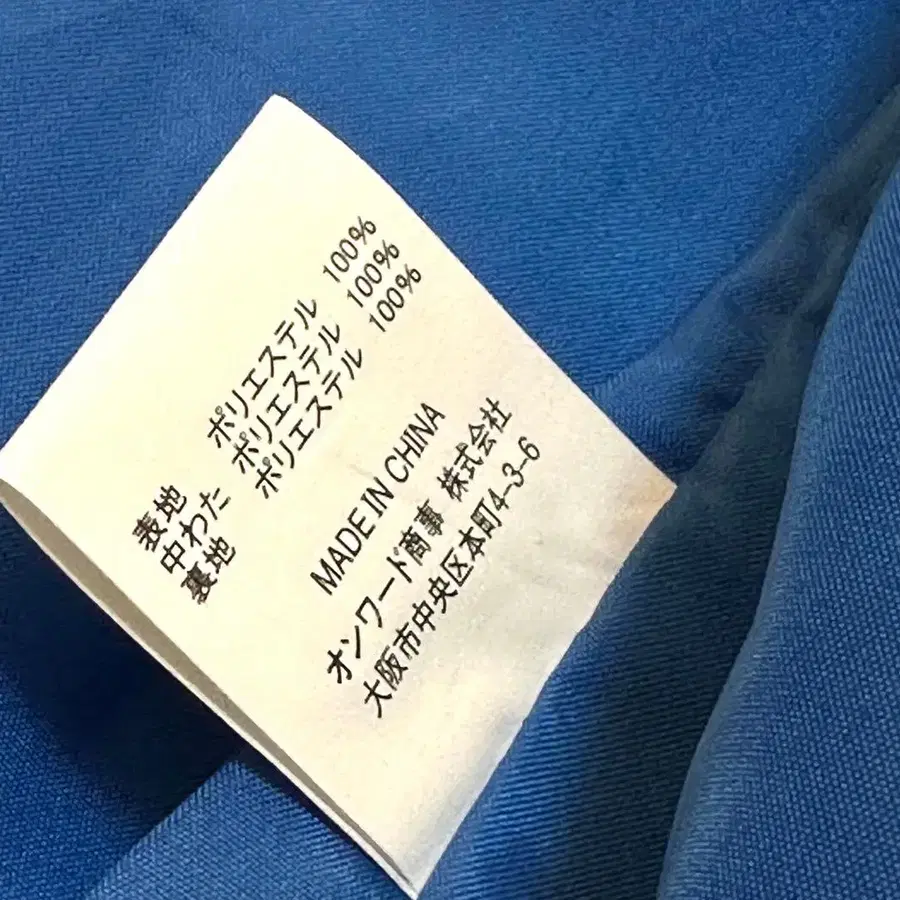 表地 ポリエステル 100%
中わた ポリエステル 100%
裏地 ポリエステル 100%
MADE IN CHINA
オンワード商事 株式会社
大阪市中央区本町4-3-6